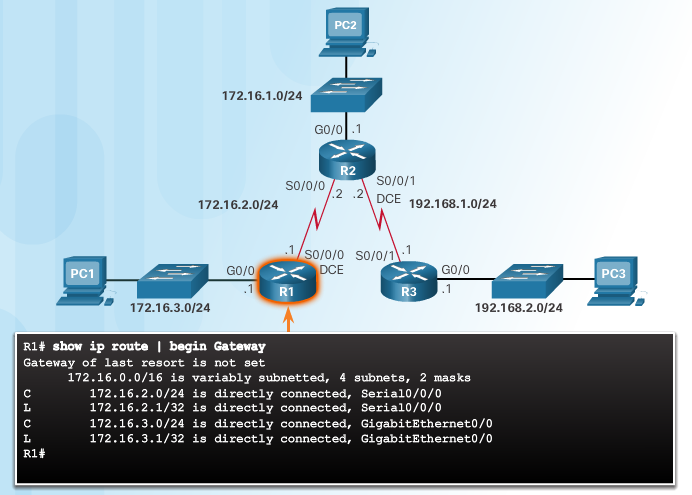 PC2
172.16.1.0/24
G0/0 .1
R2
S0/0/0 .2 .2 S0/0/1
DCE
172.16.2.0/24
192.168.1.0/24
.1 S0/0/0
DCE
S0/0/1 .1
PC1
G0/0
.1
R1
172.16.3.0/24
R3
G0/0
.1
PC3
192.168.2.0/24
R1# show ip route | begin Gateway
Gateway of last resort is not set
172.16.0.0/16 is variably subnetted, 4 subnets, 2 masks
C 172.16.2.0/24 is directly connected, Serial0/0/0
L 172.16.2.1/32 is directly connected, Serial0/0/0
C 172.16.3.0/24 is directly connected, GigabitEthernet0/0
L 172.16.3.1/32 is directly connected, GigabitEthernet0/0
R1#